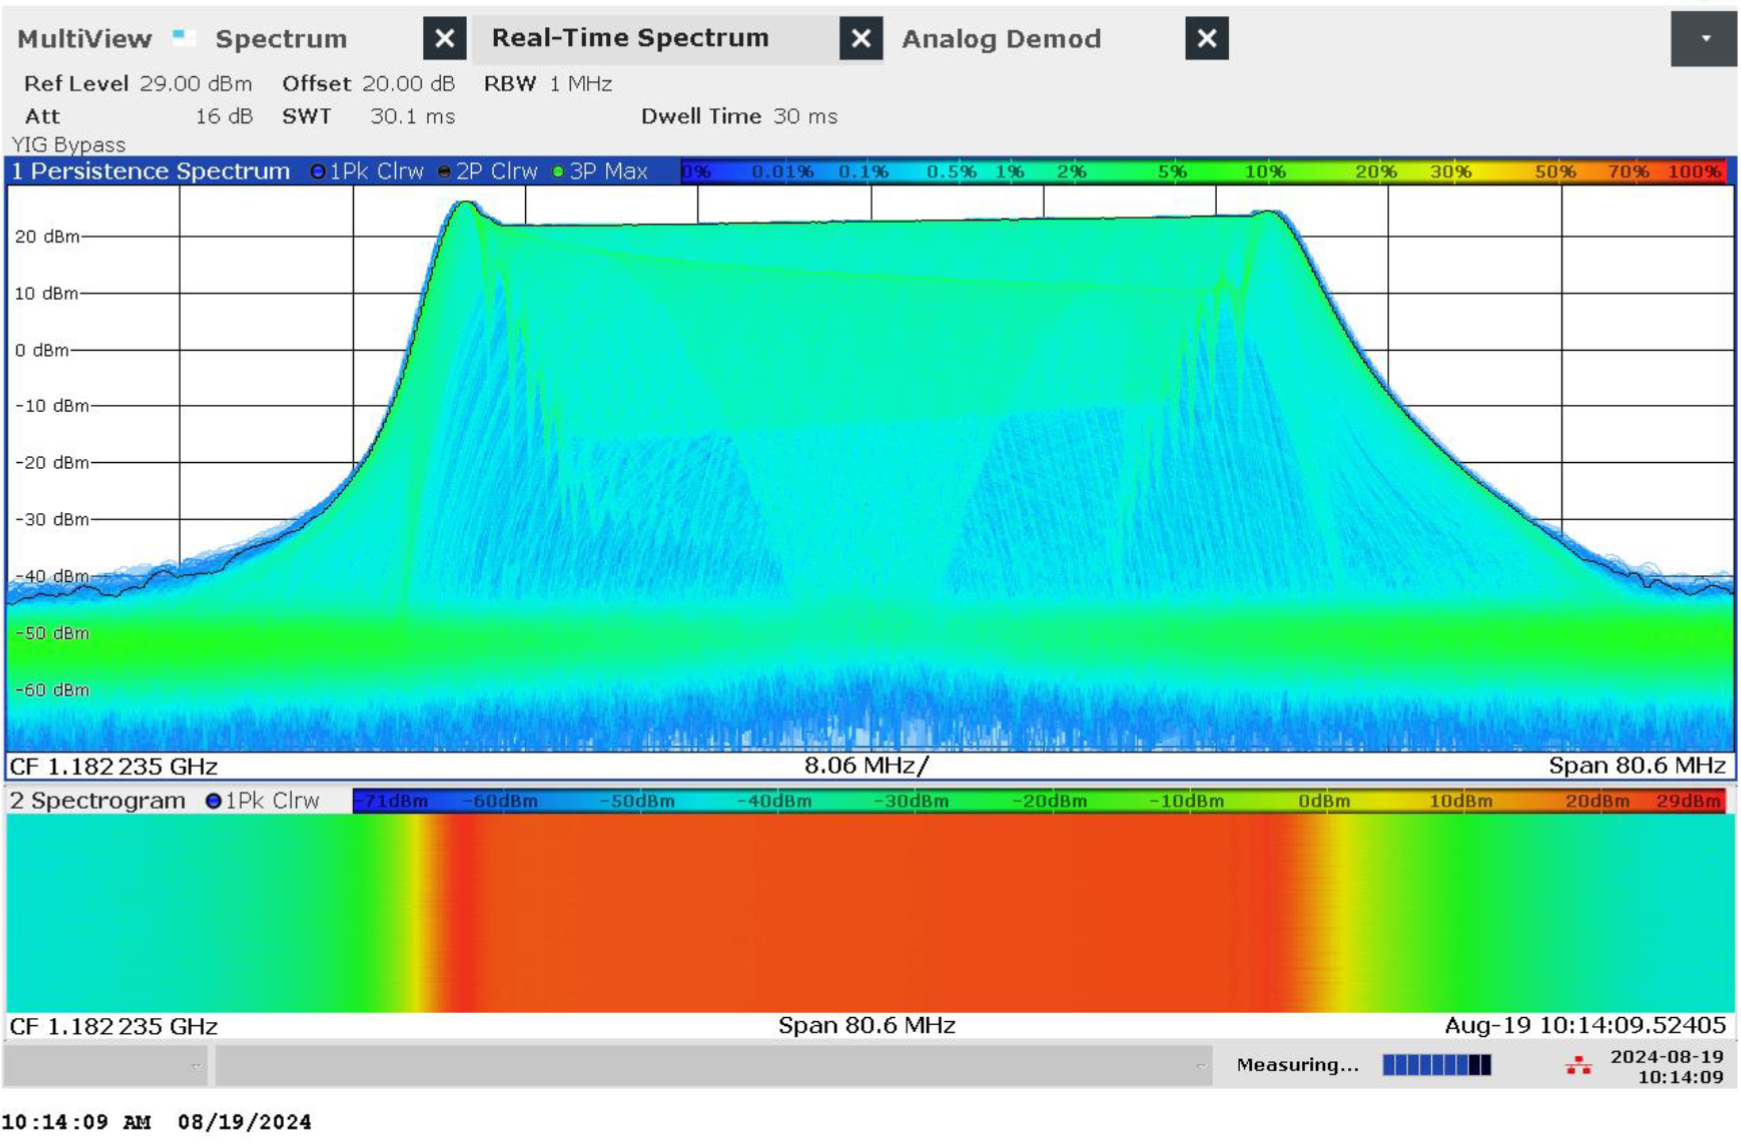 MultiView Spectrum Real-Time Spectrum Analog Demod
Ref Level 29.00 dBm Offset 20.00 dB RBW 1 MHz
Att 16 dB SWT 30.1 ms Dwell Time 30 ms
YIG Bypass
1 Persistence Spectrum 1Pk Clrw 2P Clrw 3P Max 0% 0.01% 0.1% 0.5% 1% 2% 5% 10% 20% 30% 50% 70% 100%
20 dBm
10 dBm
0 dBm
-10 dBm
-20 dBm
-30 dBm
-40 dBm
-50 dBm
-60 dBm
CF 1.182 235 GHz 8.06 MHz/ Span 80.6 MHz
2 Spectrogram 1Pk Clrw -71dBm -60dBm -50dBm -40dBm -30dBm -20dBm -10dBm 0dBm 10dBm 20dBm 29dBm
CF 1.182 235 GHz Span 80.6 MHz Aug-19 10:14:09.52405
Measuring... 2024-08-19
10:14:09
10:14:09 AM 08/19/2024